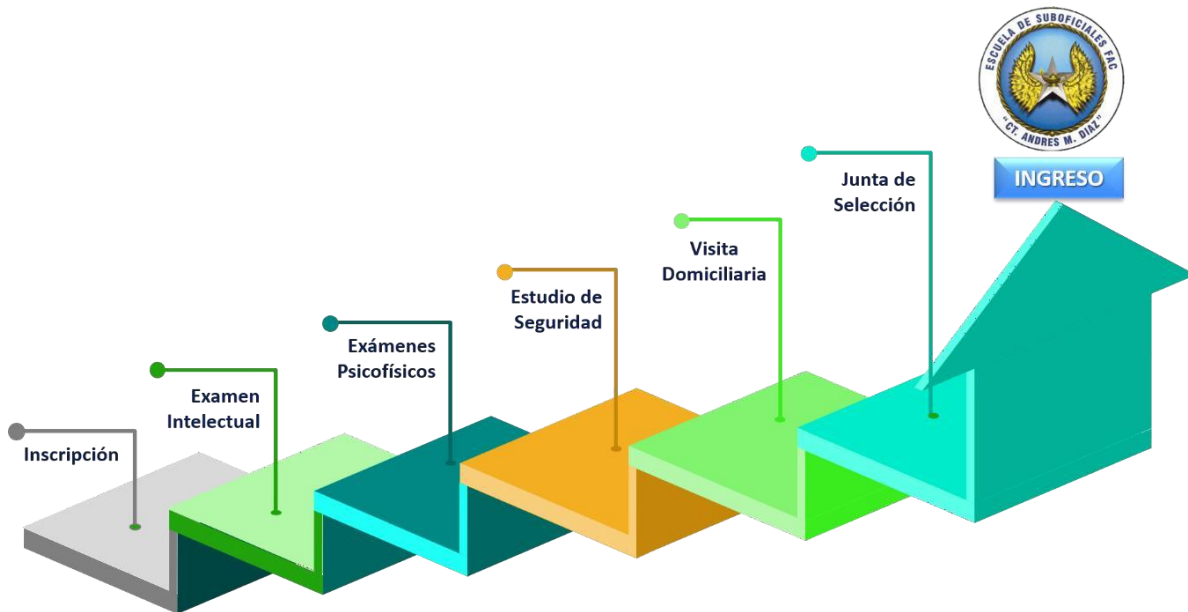 Inscripción
Examen
Intelectual
Exámenes
Psicofísicos
Estudio de
Seguridad
Visita
Domiciliaria
Junta de
Selección
ESCUELA DE SUBOFICIALES FAC
"CT. ANDRES M. DIAZ"
INGRESO